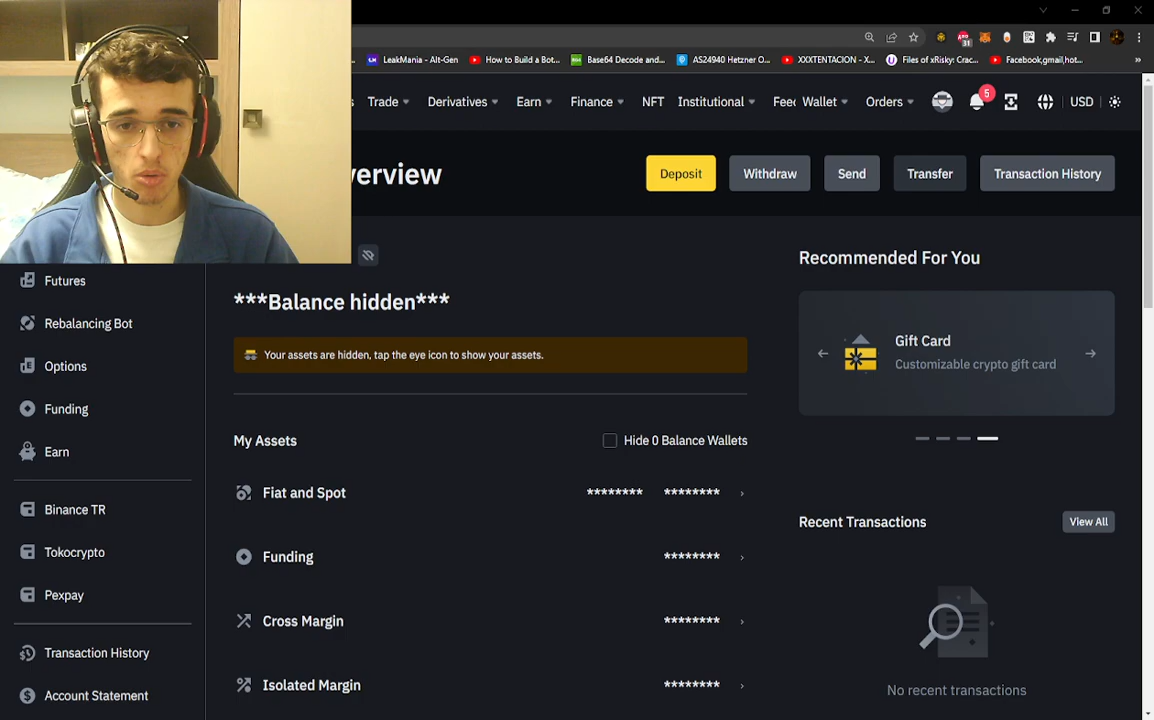 31
LeakMania - Alt-Gen
How to Build a Bot...
Base64 Decode and...
AS24940 Hetzner O...
XXXTENTACION - X...
Files of xRisky: Crac...
Facebook,gmail,hot...
Trade
Derivatives
Earn
Finance
NFT
Institutional
Feed
Wallet
Orders
5
USD
verview
Deposit
Withdraw
Send
Transfer
Transaction History
Futures
Rebalancing Bot
Options
Funding
Earn
Binance TR
Tokocrypto
Pexpay
Transaction History
Account Statement
***Balance hidden***
Your assets are hidden, tap the eye icon to show your assets.
My Assets
Hide 0 Balance Wallets
Fiat and Spot ******** ********
Funding ********
Cross Margin ********
Isolated Margin ********
Recommended For You
Gift Card
Customizable crypto gift card
Recent Transactions
View All
No recent transactions